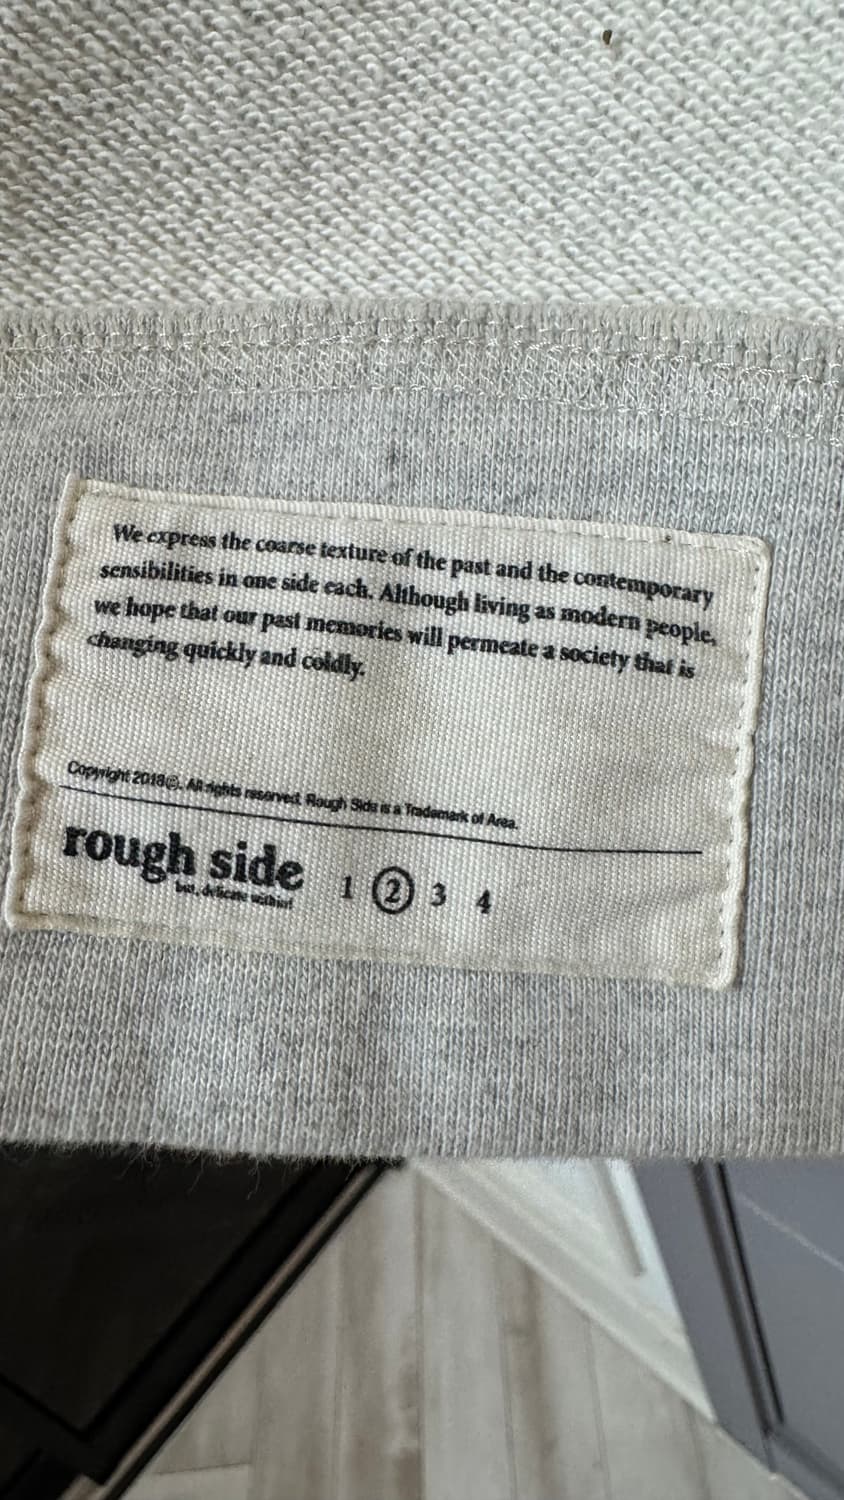 We express the coarse texture of the past and the contemporary
sensibilities in one side each. Although living as modern people,
we hope that our past memories will permeate a society that is
changing quickly and coldly.
Copyright 2018©. All rights reserved. Rough Side is a Trademark of Area.
rough side 1 2 3 4
but, delicate within!